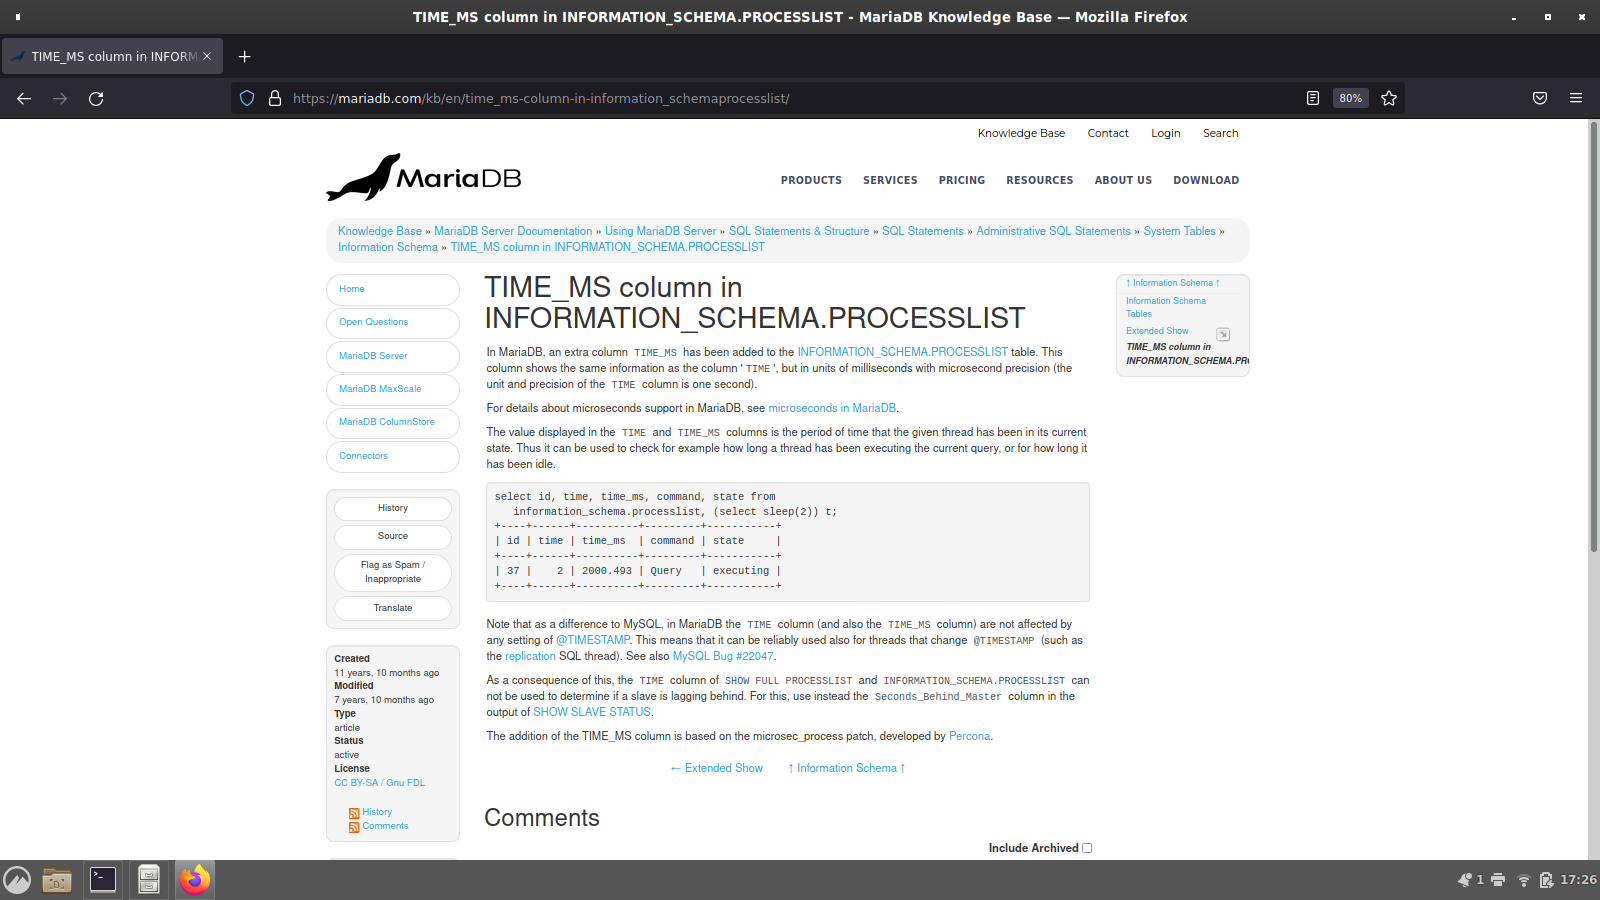 TIME_MS column in INFORMATION_SCHEMA.PROCESSLIST - MariaDB Knowledge Base — Mozilla Firefox
TIME_MS column in INFORM
https://mariadb.com/kb/en/time_ms-column-in-information_schemaprocesslist/
80%
Knowledge Base Contact Login Search
MariaDB
PRODUCTS SERVICES PRICING RESOURCES ABOUT US DOWNLOAD
Knowledge Base » MariaDB Server Documentation » Using MariaDB Server » SQL Statements & Structure » SQL Statements » Administrative SQL Statements » System Tables »
Information Schema » TIME_MS column in INFORMATION_SCHEMA.PROCESSLIST
Home
Open Questions
MariaDB Server
MariaDB MaxScale
MariaDB ColumnStore
Connectors
History
Source
Flag as Spam /
Inappropriate
Translate
Created
11 years, 10 months ago
Modified
7 years, 10 months ago
Type
article
Status
active
License
CC BY-SA / Gnu FDL
History
Comments
TIME_MS column in
INFORMATION_SCHEMA.PROCESSLIST
In MariaDB, an extra column TIME_MS has been added to the INFORMATION_SCHEMA.PROCESSLIST table. This
column shows the same information as the column ' TIME ', but in units of milliseconds with microsecond precision (the
unit and precision of the TIME column is one second).
For details about microseconds support in MariaDB, see microseconds in MariaDB.
The value displayed in the TIME and TIME_MS columns is the period of time that the given thread has been in its current
state. Thus it can be used to check for example how long a thread has been executing the current query, or for how long it
has been idle.
select id, time, time_ms, command, state from
   information_schema.processlist, (select sleep(2)) t;
+----+------+----------+---------+-----------+
| id | time | time_ms  | command | state     |
+----+------+----------+---------+-----------+
| 37 |    2 | 2000.493 | Query   | executing |
+----+------+----------+---------+-----------+
Note that as a difference to MySQL, in MariaDB the TIME column (and also the TIME_MS column) are not affected by
any setting of @TIMESTAMP. This means that it can be reliably used also for threads that change @TIMESTAMP (such as
the replication SQL thread). See also MySQL Bug #22047.
As a consequence of this, the TIME column of SHOW FULL PROCESSLIST and INFORMATION_SCHEMA.PROCESSLIST can
not be used to determine if a slave is lagging behind. For this, use instead the Seconds_Behind_Master column in the
output of SHOW SLAVE STATUS.
The addition of the TIME_MS column is based on the microsec_process patch, developed by Percona.
← Extended Show ↑ Information Schema ↑
Comments
Include Archived
↑ Information Schema ↑
Information Schema
Tables
Extended Show
TIME_MS column in
INFORMATION_SCHEMA.PR
1
17:26